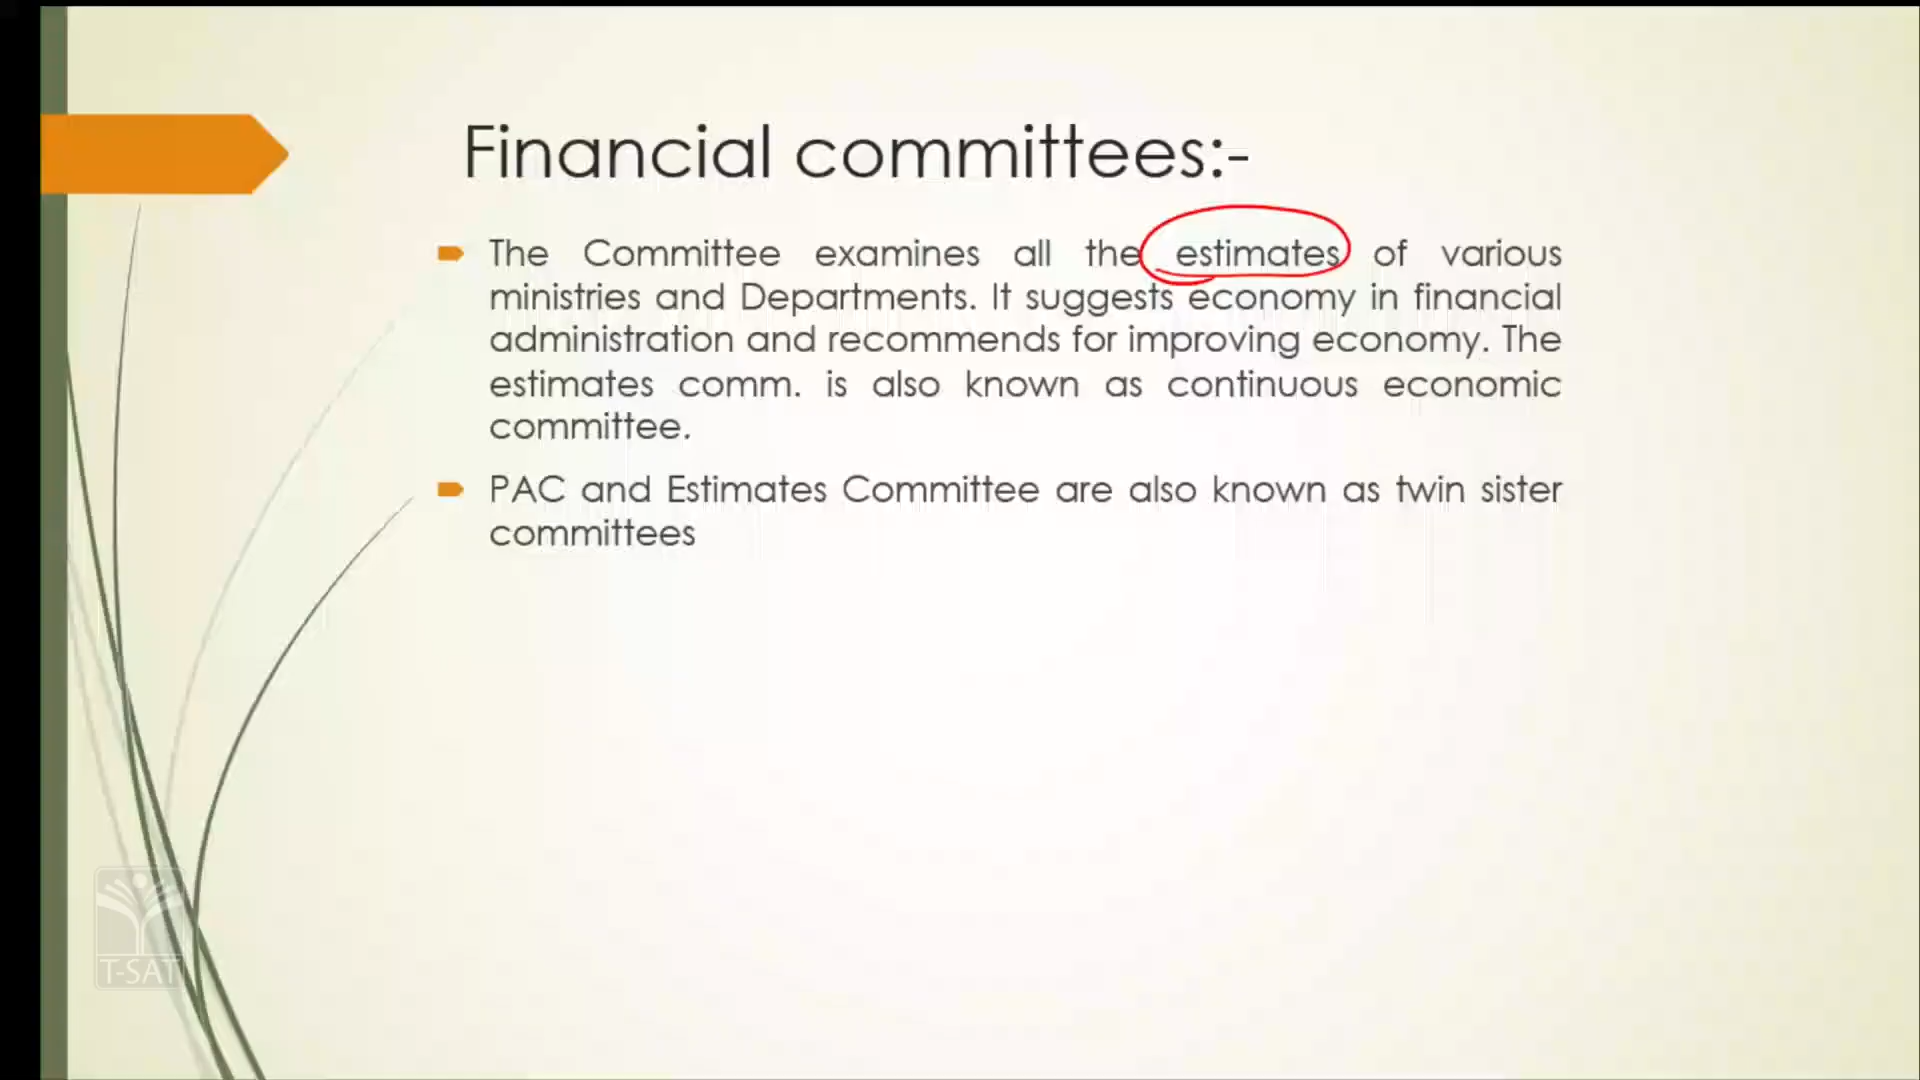 Financial committees:-
The Committee examines all the estimates of various
ministries and Departments. It suggests economy in financial
administration and recommends for improving economy. The
estimates comm. is also known as continuous economic
committee.
PAC and Estimates Committee are also known as twin sister
committees
T-SAT